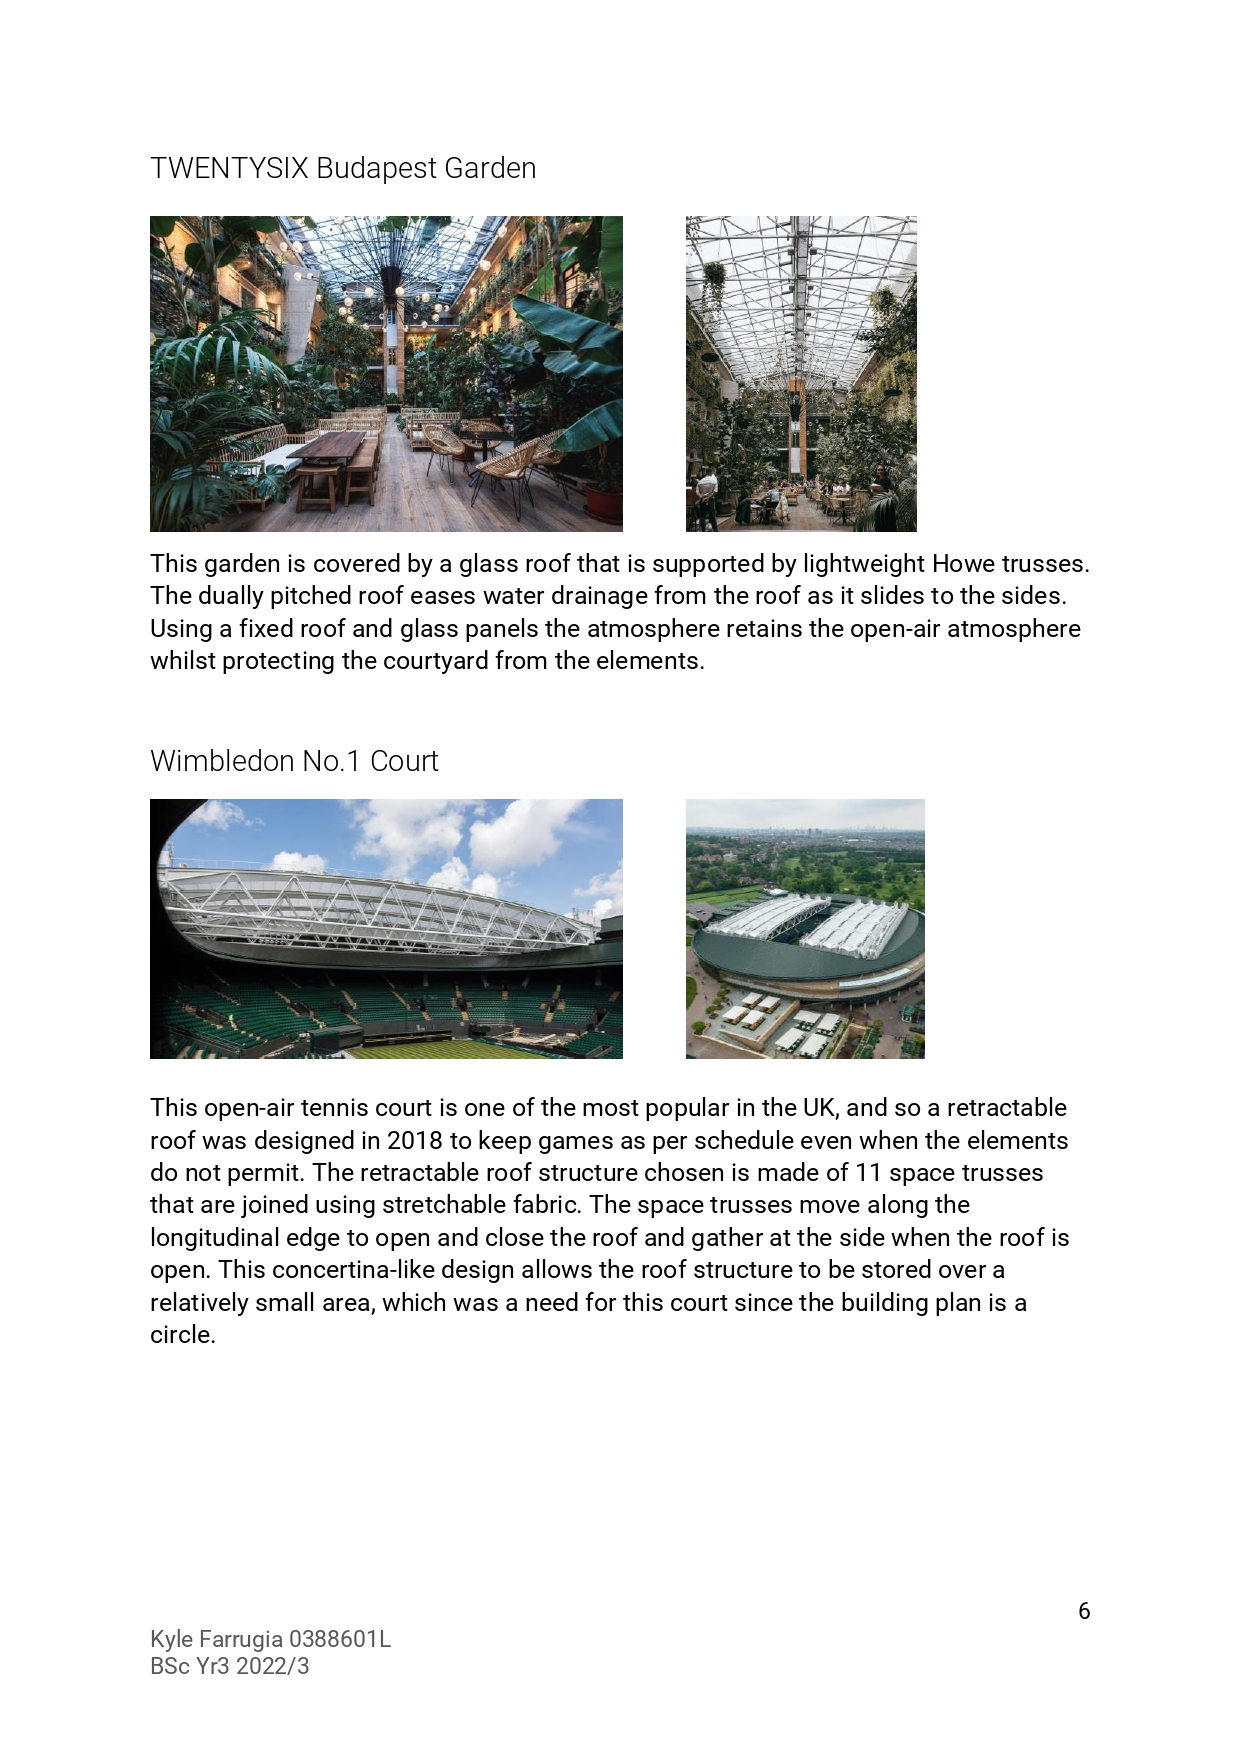 TWENTYSIX Budapest Garden
This garden is covered by a glass roof that is supported by lightweight Howe trusses.
The dually pitched roof eases water drainage from the roof as it slides to the sides.
Using a fixed roof and glass panels the atmosphere retains the open-air atmosphere
whilst protecting the courtyard from the elements.
Wimbledon No.1 Court
This open-air tennis court is one of the most popular in the UK, and so a retractable
roof was designed in 2018 to keep games as per schedule even when the elements
do not permit. The retractable roof structure chosen is made of 11 space trusses
that are joined using stretchable fabric. The space trusses move along the
longitudinal edge to open and close the roof and gather at the side when the roof is
open. This concertina-like design allows the roof structure to be stored over a
relatively small area, which was a need for this court since the building plan is a
circle.
6
Kyle Farrugia 0388601L
BSc Yr3 2022/3